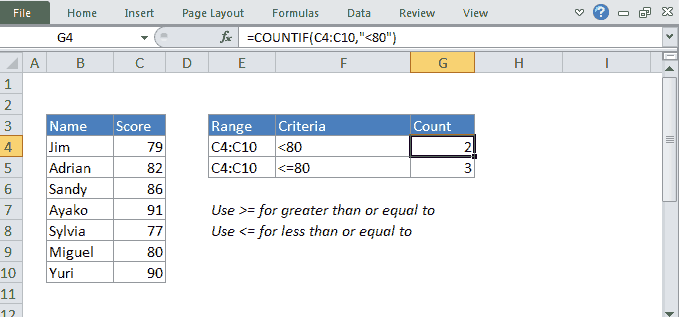 File Home Insert Page Layout Formulas Data Review View
G4 fx =COUNTIF(C4:C10,"<80")
A B C D E F G H I
1
2
3 Name Score Range Criteria Count
4 Jim 79 C4:C10 <80 2
5 Adrian 82 C4:C10 <=80 3
6 Sandy 86
7 Ayako 91 Use >= for greater than or equal to
8 Sylvia 77 Use <= for less than or equal to
9 Miguel 80
10 Yuri 90
11
12